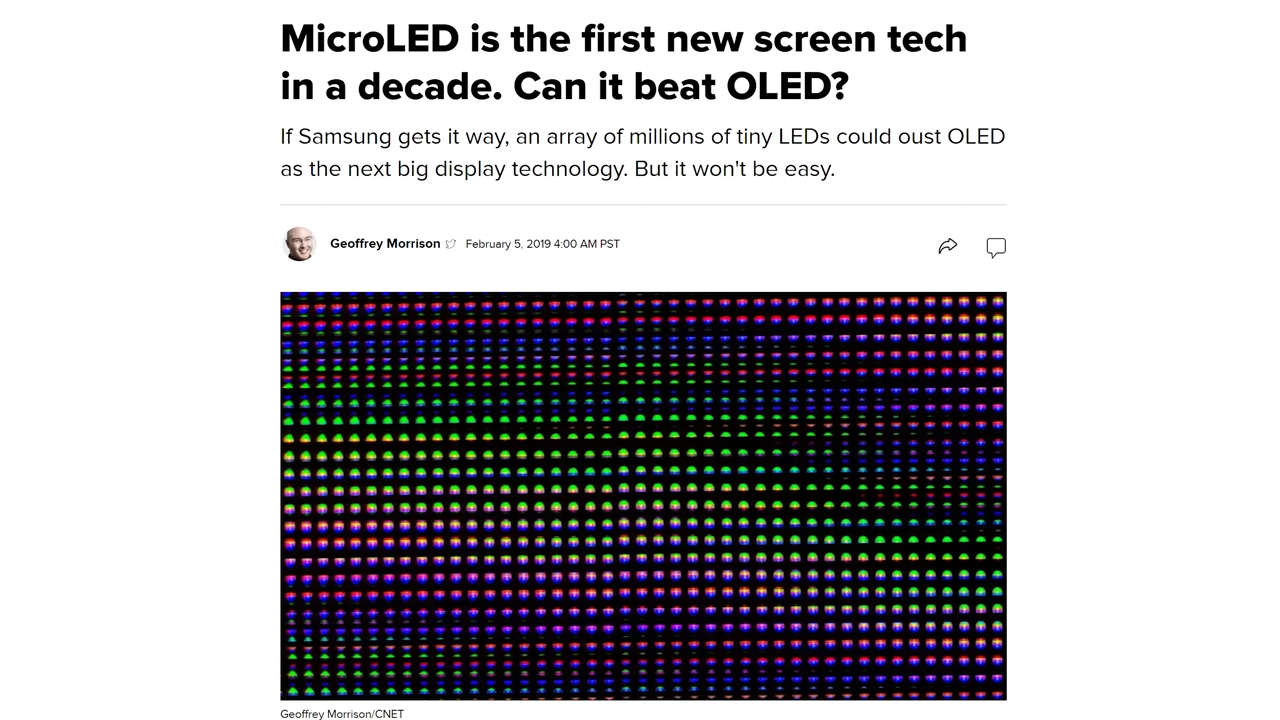 MicroLED is the first new screen tech
in a decade. Can it beat OLED?
If Samsung gets it way, an array of millions of tiny LEDs could oust OLED
as the next big display technology. But it won't be easy.
Geoffrey Morrison February 5, 2019 4:00 AM PST
Geoffrey Morrison/CNET